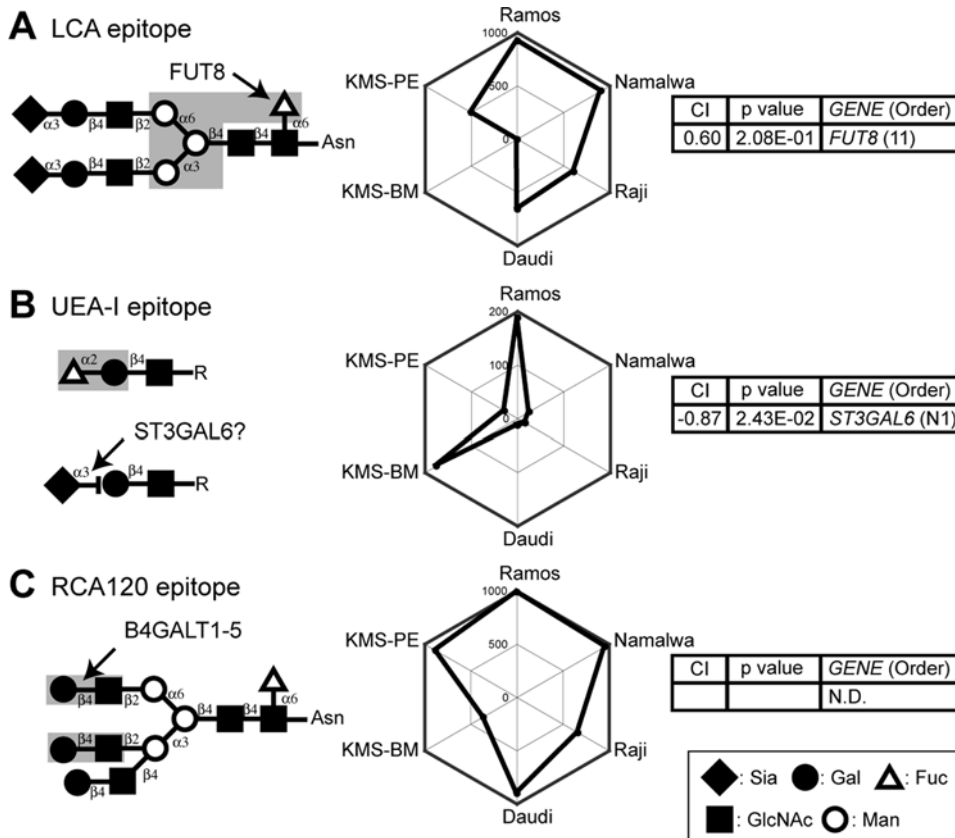 A LCA epitope
FUT8
α3 β4 β2 α6 β4 β4 α6 Asn
α3 β4 β2 α3
Ramos
1000
500
0
KMS-PE
Namalwa
KMS-BM
Raji
Daudi
CI p value GENE (Order)
0.60 2.08E-01 FUT8 (11)
B UEA-I epitope
α2 β4 R
ST3GAL6?
α3 β4 R
Ramos
200
100
0
KMS-PE
Namalwa
KMS-BM
Raji
Daudi
CI p value GENE (Order)
-0.87 2.43E-02 ST3GAL6 (N1)
C RCA120 epitope
B4GALT1-5
β4 β2 α6 β4 β4 α6 Asn
β4 β2 α3
β4 β4
Ramos
1000
500
0
KMS-PE
Namalwa
KMS-BM
Raji
Daudi
CI p value GENE (Order)
N.D.
: Sia : Gal : Fuc
: GlcNAc : Man